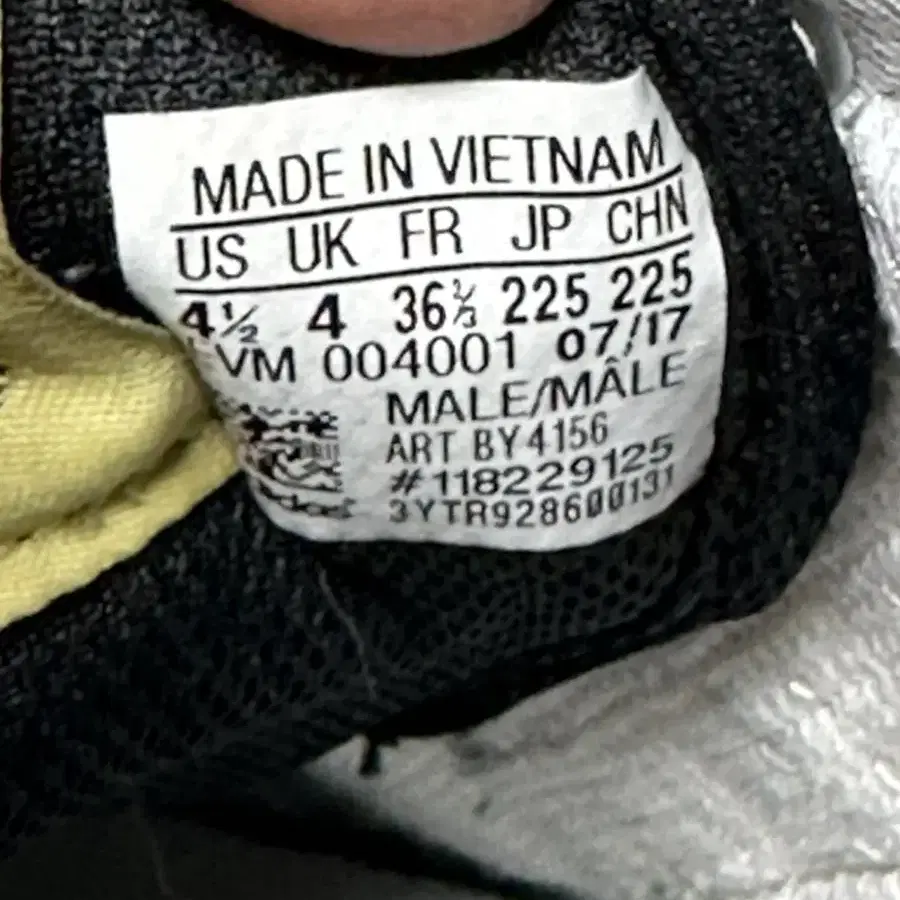 MADE IN VIETNAM
US UK FR JP CHN
4½ 4 36⅔ 225 225
LVM 004001 07/17
MALE/MÂLE
ART BY4156
#118229125
3YTR928600131